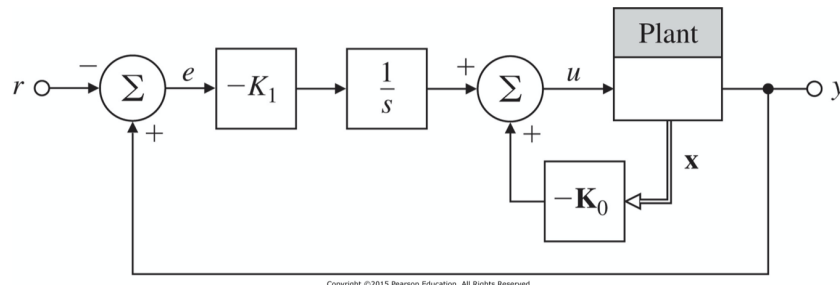 Plant
r − Σ e −K₁ 1/s + Σ u y
+ +
x
−K₀
Copyright ©2015 Pearson Education, All Rights Reserved